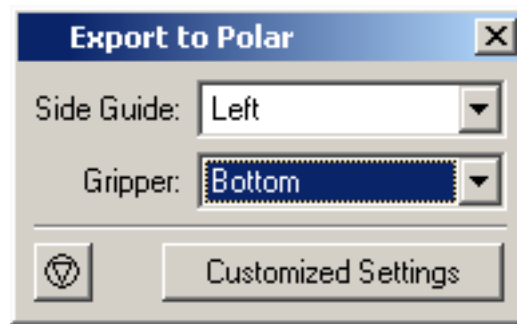 Export to Polar
Side Guide: Left
Gripper: Bottom
Customized Settings